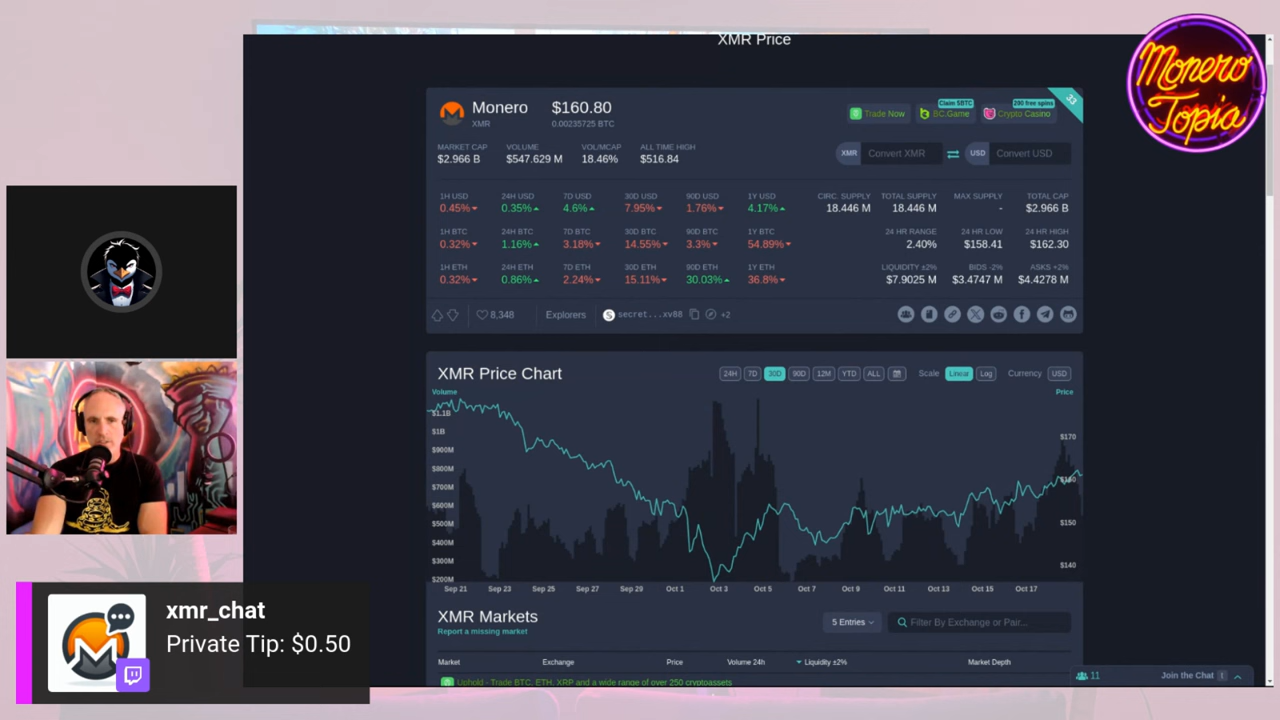 XMR Price
Monero
Topia
Monero $160.80
XMR 0.00235725 BTC
33
Trade Now
Claim 5BTC
BC.Game
200 free spins
Crypto Casino
MARKET CAP VOLUME VOL/MCAP ALL TIME HIGH
$2.966 B $547.629 M 18.46% $516.84
XMR Convert XMR USD Convert USD
1H USD 24H USD 7D USD 30D USD 90D USD 1Y USD CIRC. SUPPLY TOTAL SUPPLY MAX SUPPLY TOTAL CAP
0.45% 0.35% 4.6% 7.95% 1.76% 4.17% 18.446 M 18.446 M - $2.966 B
1H BTC 24H BTC 7D BTC 30D BTC 90D BTC 1Y BTC 24 HR RANGE 24 HR LOW 24 HR HIGH
0.32% 1.16% 3.18% 14.55% 3.3% 54.89% 2.40% $158.41 $162.30
1H ETH 24H ETH 7D ETH 30D ETH 90D ETH 1Y ETH LIQUIDITY ±2% BIDS -2% ASKS +2%
0.32% 0.86% 2.24% 15.11% 30.03% 36.8% $7.9025 M $3.4747 M $4.4278 M
8,348 Explorers secret...xv88 +2
XMR Price Chart 24H 7D 30D 90D 12M YTD ALL Scale Linear Log Currency USD
Volume Price
$1.1B
$1B
$900M
$800M
$700M
$600M
$500M
$400M
$300M
$200M
$170
$160
$150
$140
Sep 21 Sep 23 Sep 25 Sep 27 Sep 29 Oct 1 Oct 3 Oct 5 Oct 7 Oct 9 Oct 11 Oct 13 Oct 15 Oct 17
XMR Markets
Report a missing market
5 Entries Filter By Exchange or Pair...
Market Exchange Price Volume 24h Liquidity ±2% Market Depth
Uphold - Trade BTC, ETH, XRP and a wide range of over 250 cryptoassets
11 Join the Chat t
xmr_chat
Private Tip: $0.50